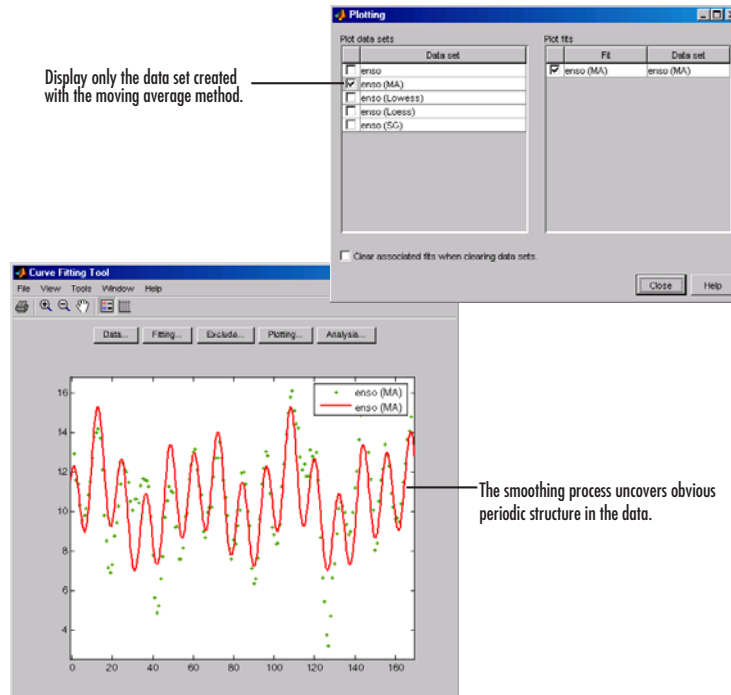 Plotting
Plot data sets
Plot fits
Data set
Fit
Data set
enso
enso (MA)
enso (MA)
enso (MA)
enso (Lowess)
enso (Loess)
enso (SG)
Clear associated fits when clearing data sets.
Close
Help
Display only the data set created
with the moving average method.
Curve Fitting Tool
File View Tools Window Help
Data...
Fitting...
Exclude...
Plotting...
Analysis...
enso (MA)
enso (MA)
16
14
12
10
8
6
4
0
20
40
60
80
100
120
140
160
The smoothing process uncovers obvious
periodic structure in the data.